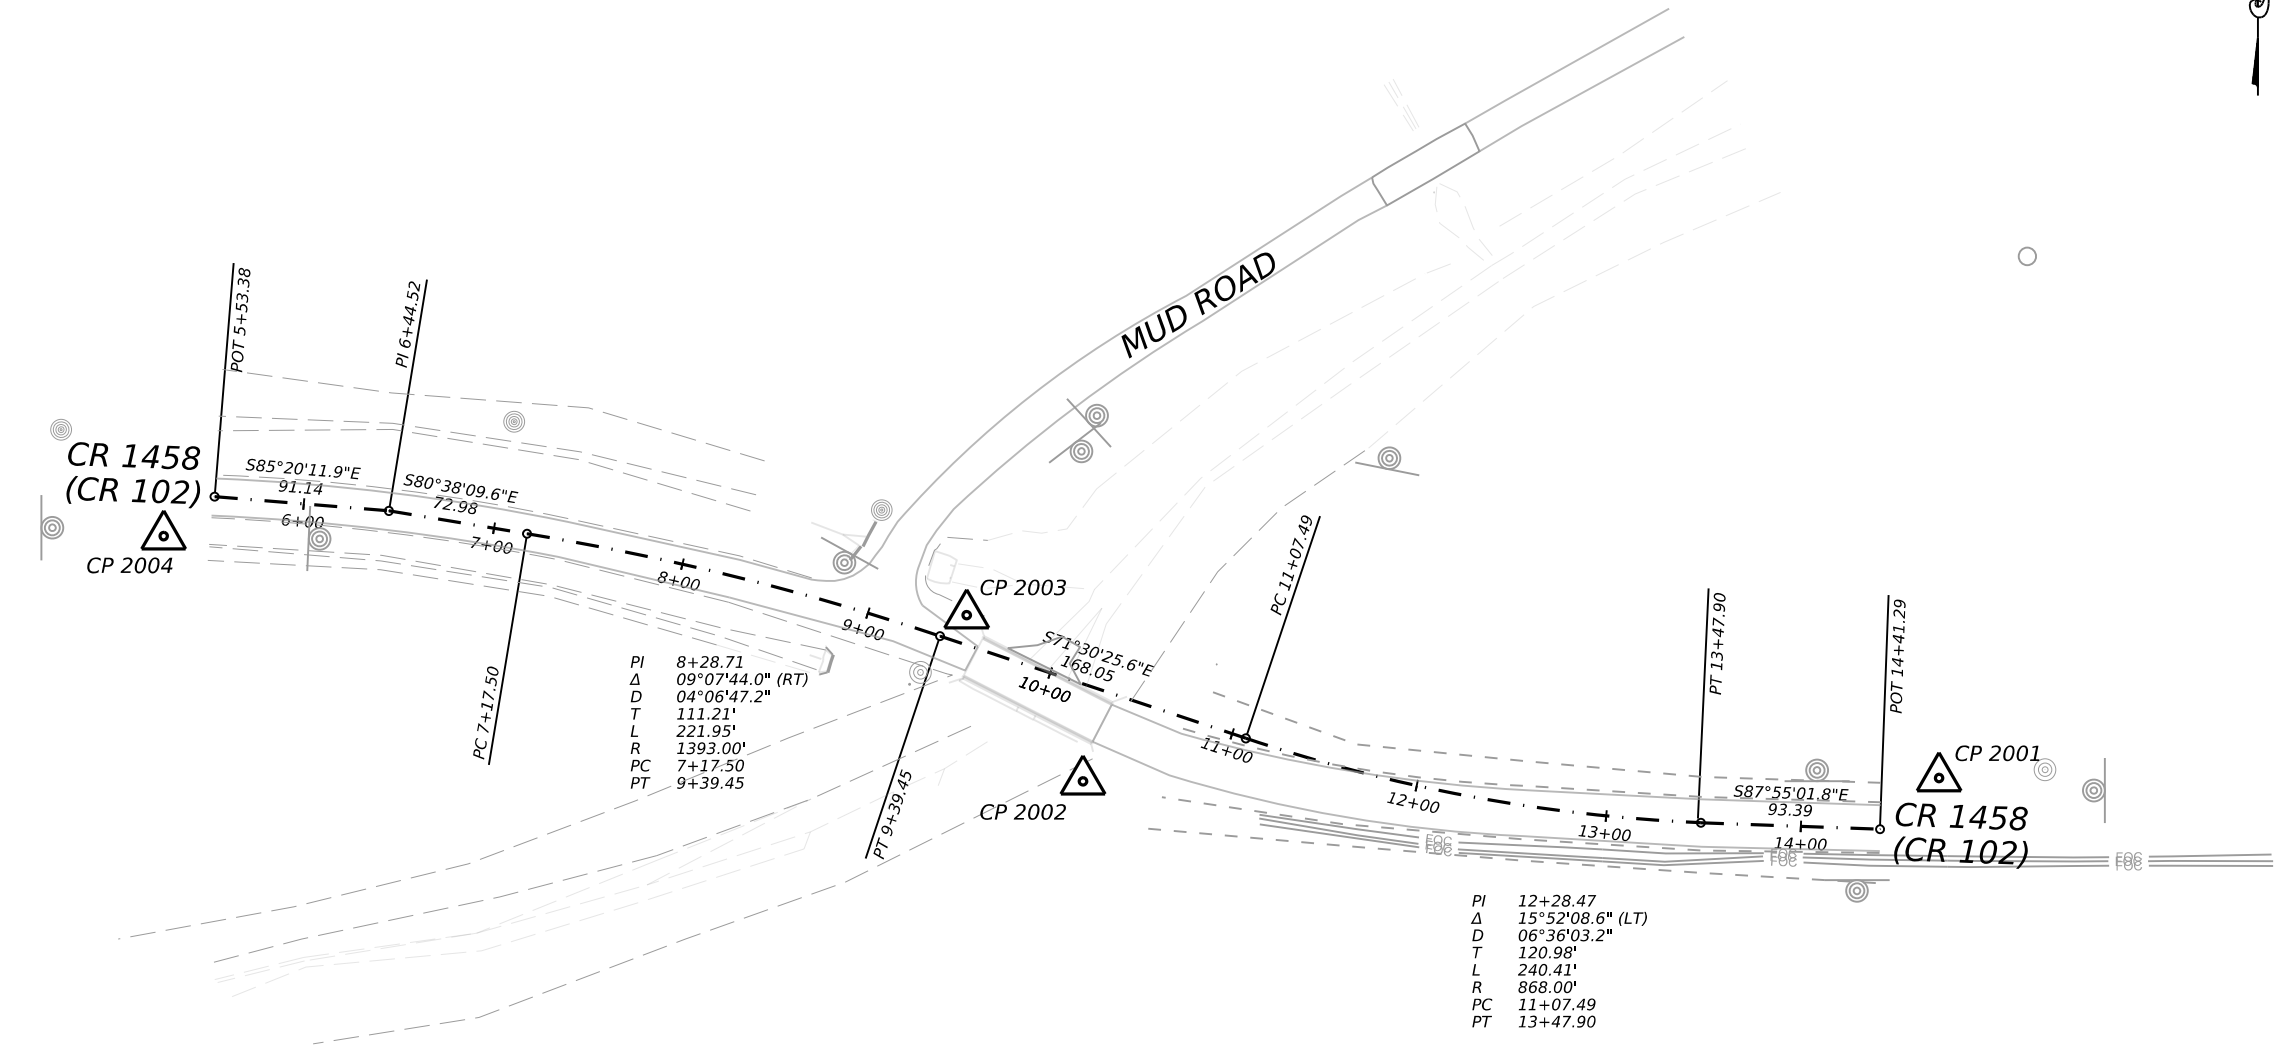 MUD ROAD
POT 5+53.38
PI 6+44.52
CR 1458
(CR 102)
S85°20'11.9"E
91.14
S80°38'09.6"E
72.98
6+00
7+00
CP 2004
8+00
CP 2003
9+00
PC 11+07.49
S71°30'25.6"E
168.05
10+00
PT 13+47.90
POT 14+41.29
PC 7+17.50
PI 8+28.71
Δ 09°07'44.0" (RT)
D 04°06'47.2"
T 111.21'
L 221.95'
R 1393.00'
PC 7+17.50
PT 9+39.45
PT 9+39.45
11+00
CP 2001
CP 2002
12+00
S87°55'01.8"E
93.39
13+00
14+00
CR 1458
(CR 102)
FOC
FOC
FOC
FOC
FOC
FOC
PI 12+28.47
Δ 15°52'08.6" (LT)
D 06°36'03.2"
T 120.98'
L 240.41'
R 868.00'
PC 11+07.49
PT 13+47.90